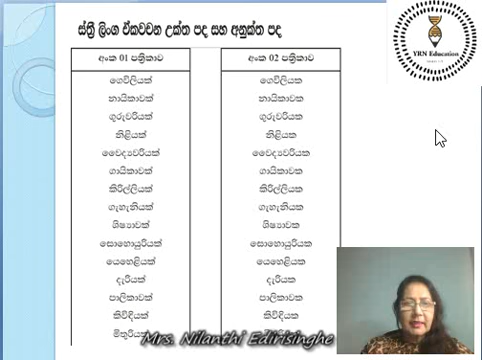 ස්ත්‍රී ලිංග ඒකවචන උක්ත පද සහ අනුක්ත පද
YRN Education
අංක 01 පත්‍රිකාව අංක 02 පත්‍රිකාව
ගෙවිලියක් ගෙවිලියක
නායිකාවක් නායිකාවක
ගුරුවරියක් ගුරුවරියක
නිළියක් නිළියක
වෛද්‍යවරියක් වෛද්‍යවරියක
ගායිකාවක් ගායිකාවක
කිරිල්ලියක් කිරිල්ලියක
ගැහැනියක් ගැහැනියක
ශිෂ්‍යාවක් ශිෂ්‍යාවක
සොහොයුරියක් සොහොයුරියක
යෙහෙළියක් යෙහෙළියක
දැරියක් දැරියක
පාලිකාවක් පාලිකාවක
කිවිඳියක් කිවිඳියක
Mrs. Nilanthi Edirisinghe